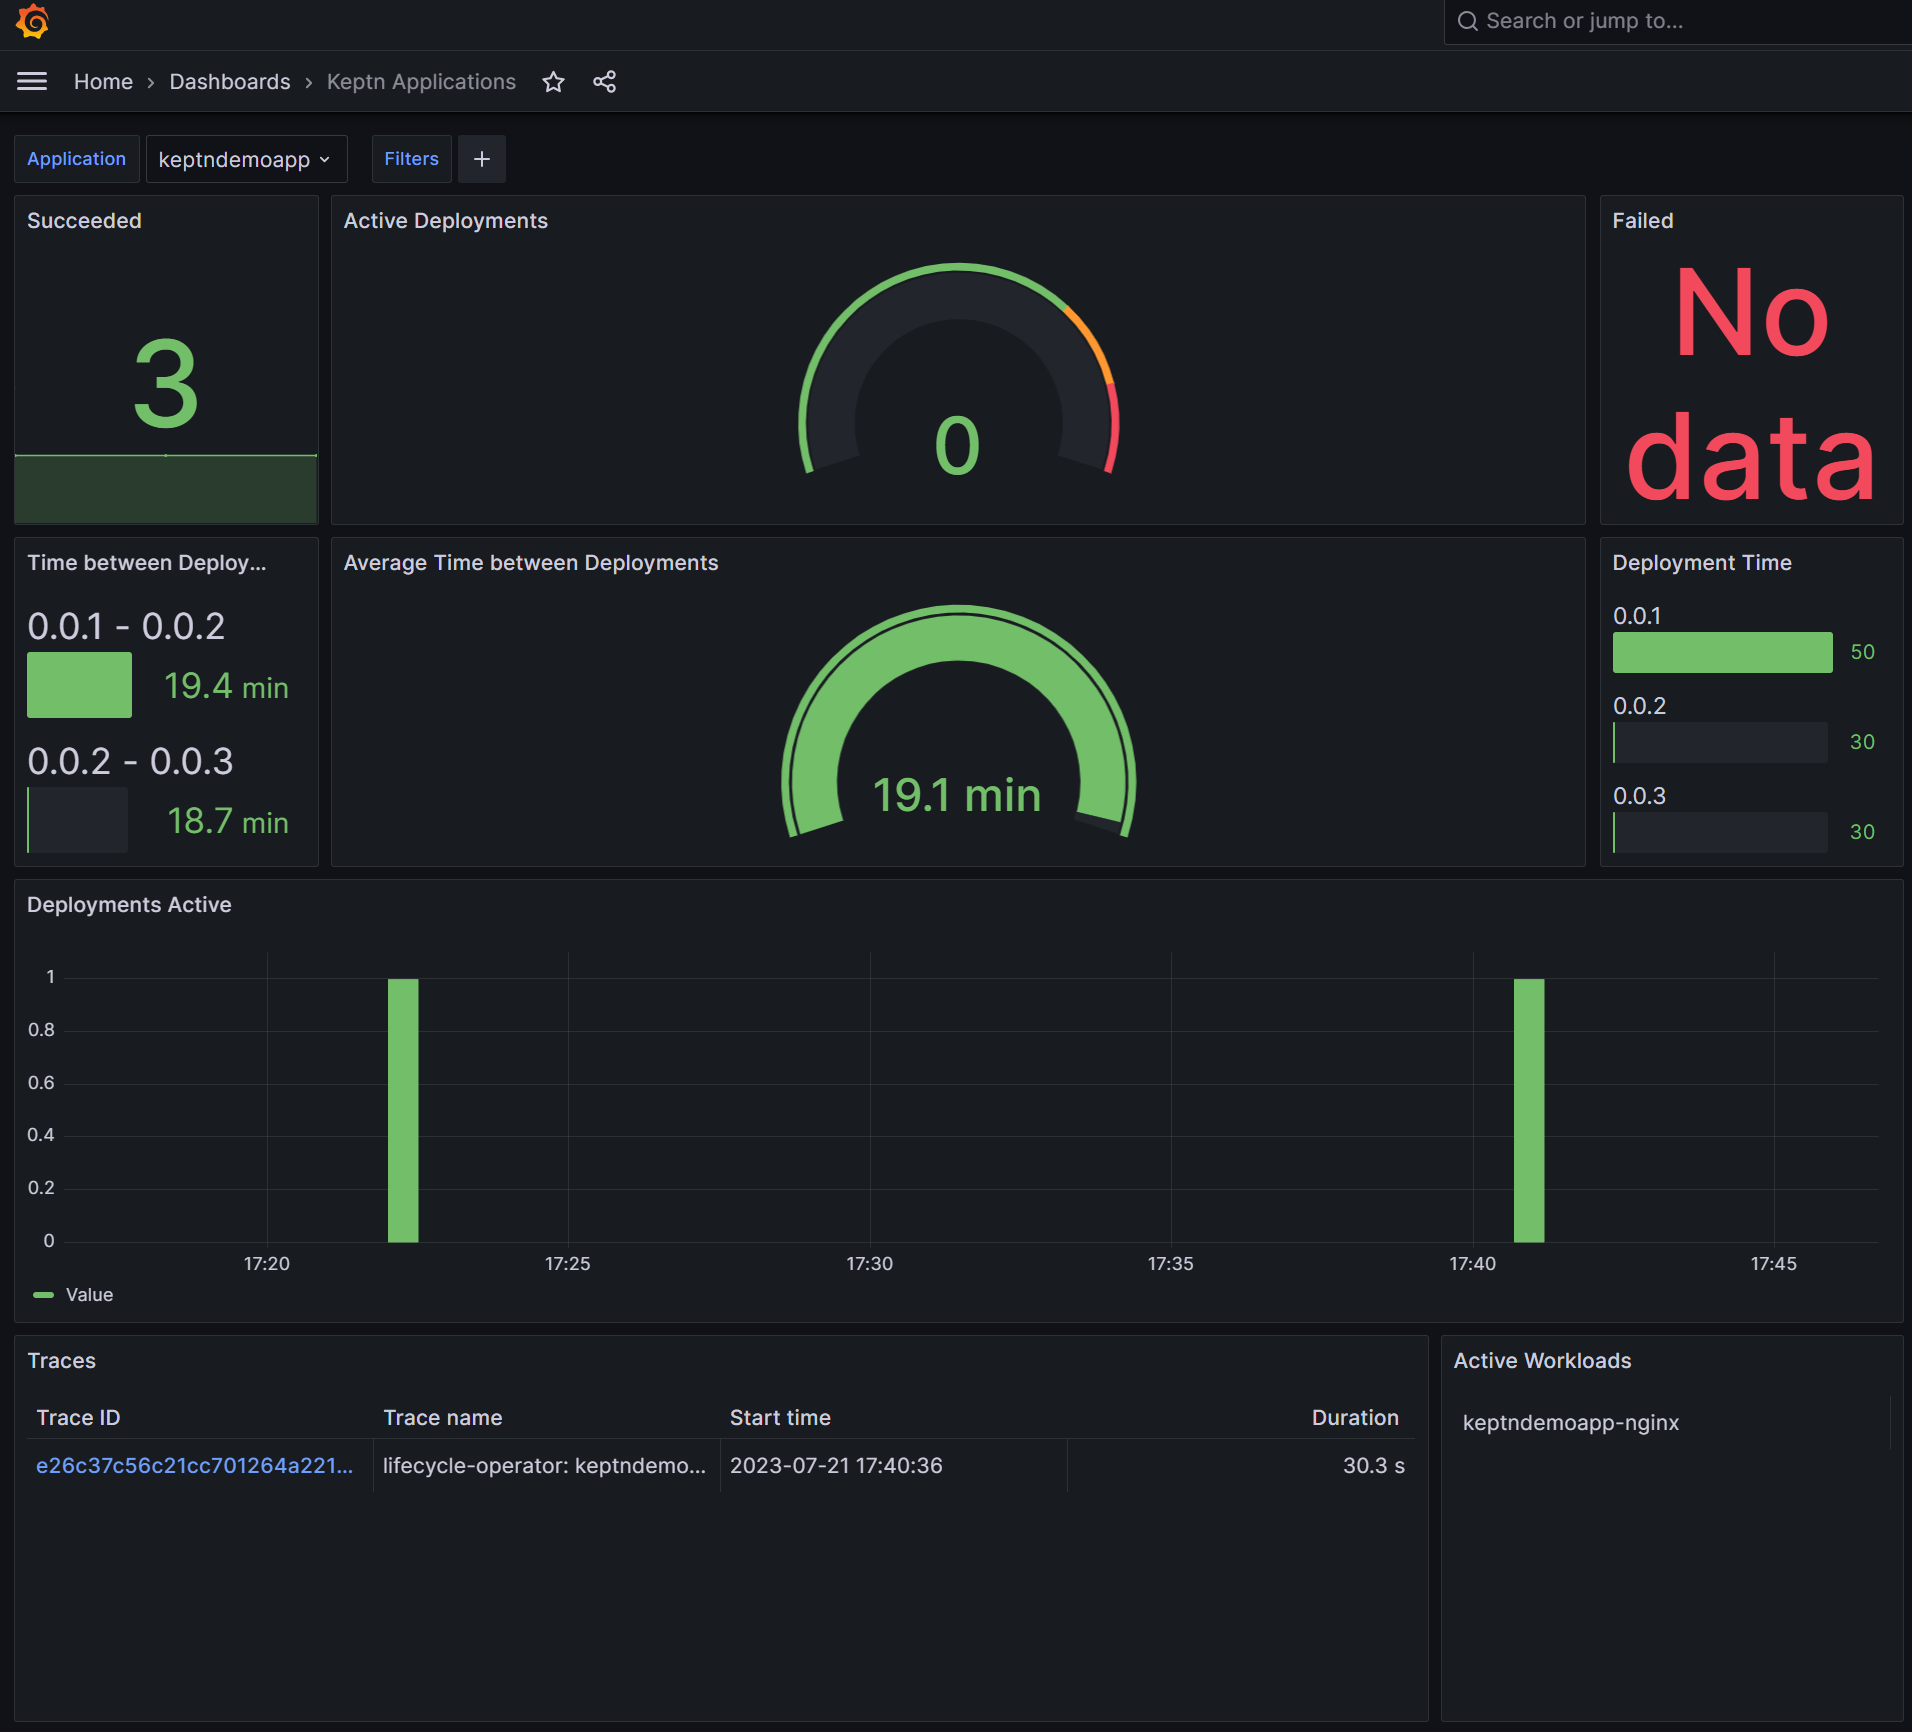 Search or jump to...
Home › Dashboards › Keptn Applications
Application keptndemoapp Filters +
Succeeded
3
Active Deployments
0
Failed
No
data
Time between Deploy...
0.0.1 - 0.0.2
19.4 min
0.0.2 - 0.0.3
18.7 min
Average Time between Deployments
19.1 min
Deployment Time
0.0.1
50
0.0.2
30
0.0.3
30
Deployments Active
1
0.8
0.6
0.4
0.2
0
17:20 17:25 17:30 17:35 17:40 17:45
Value
Traces
Trace ID Trace name Start time Duration
e26c37c56c21cc701264a221... lifecycle-operator: keptndemo... 2023-07-21 17:40:36 30.3 s
Active Workloads
keptndemoapp-nginx